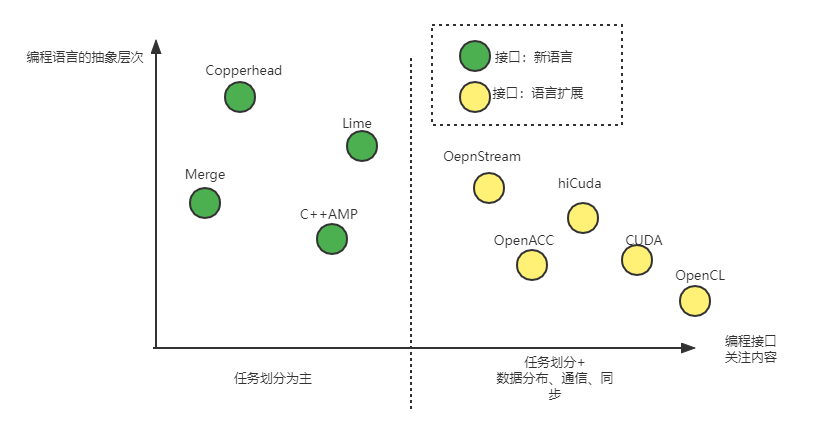 编程语言的抽象层次
Copperhead
接口：新语言
接口：语言扩展
Lime
OepnStream
Merge
hiCuda
C++AMP
OpenACC
CUDA
OpenCL
编程接口
关注内容
任务划分为主
任务划分+
数据分布、通信、同
步